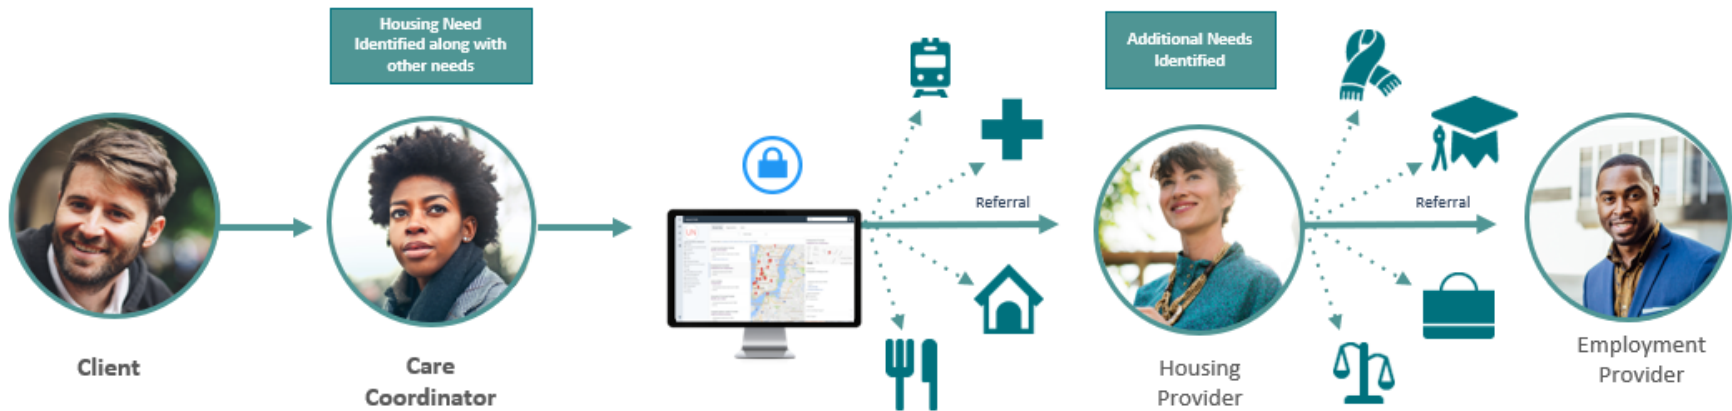 Housing Need
Identified along with
other needs
Additional Needs
Identified
Referral
Referral
Client
Care
Coordinator
Housing
Provider
Employment
Provider